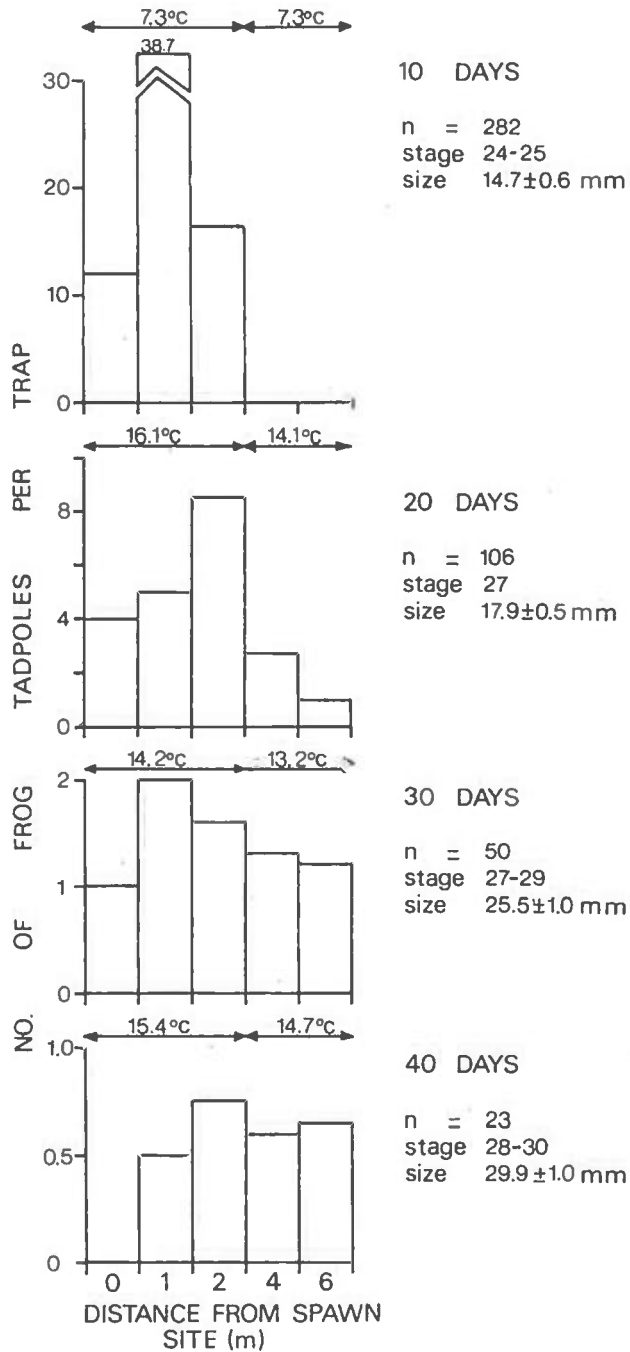 7.3°C 7.3°C
38.7
30
20
10
0
10 DAYS
n = 282
stage 24-25
size 14.7±0.6 mm
16.1°C 14.1°C
8
4
0
20 DAYS
n = 106
stage 27
size 17.9±0.5 mm
14.2°C 13.2°C
2
1
0
30 DAYS
n = 50
stage 27-29
size 25.5±1.0 mm
15.4°C 14.7°C
1.0
0.5
0
40 DAYS
n = 23
stage 28-30
size 29.9±1.0 mm
0 1 2 4 6
DISTANCE FROM SPAWN
SITE (m)
NO. OF FROG TADPOLES PER TRAP